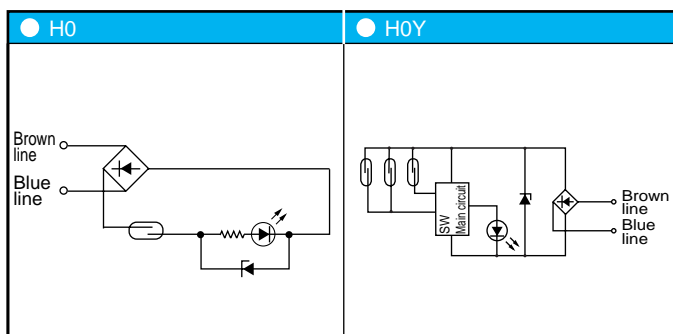 H0
H0Y
Brown
line
Blue
line
SW
Main circuit
Brown
line
Blue
line